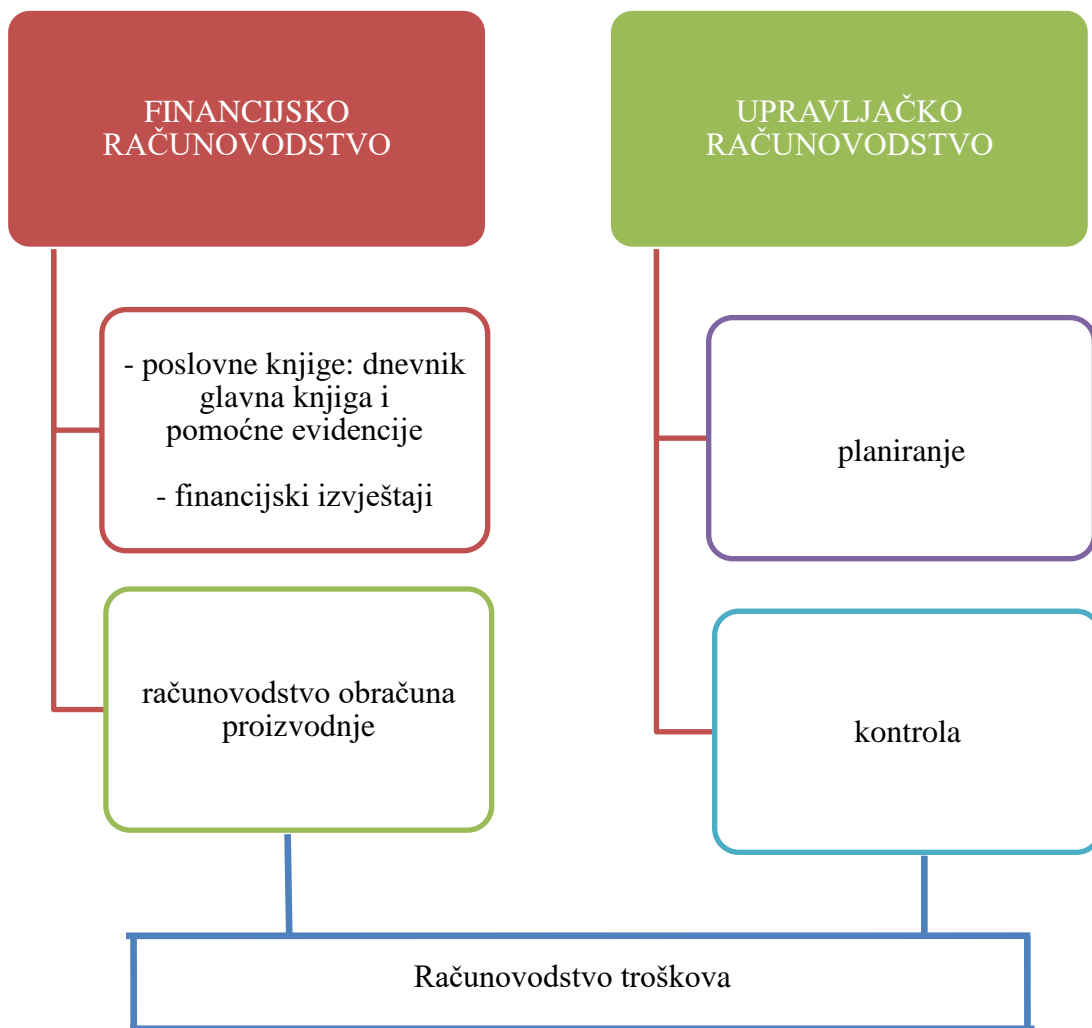 FINANCIJSKO
RAČUNOVODSTVO
- poslovne knjige: dnevnik
glavna knjiga i
pomoćne evidencije
- financijski izvještaji
računovodstvo obračuna
proizvodnje
UPRAVLJAČKO
RAČUNOVODSTVO
planiranje
kontrola
Računovodstvo troškova